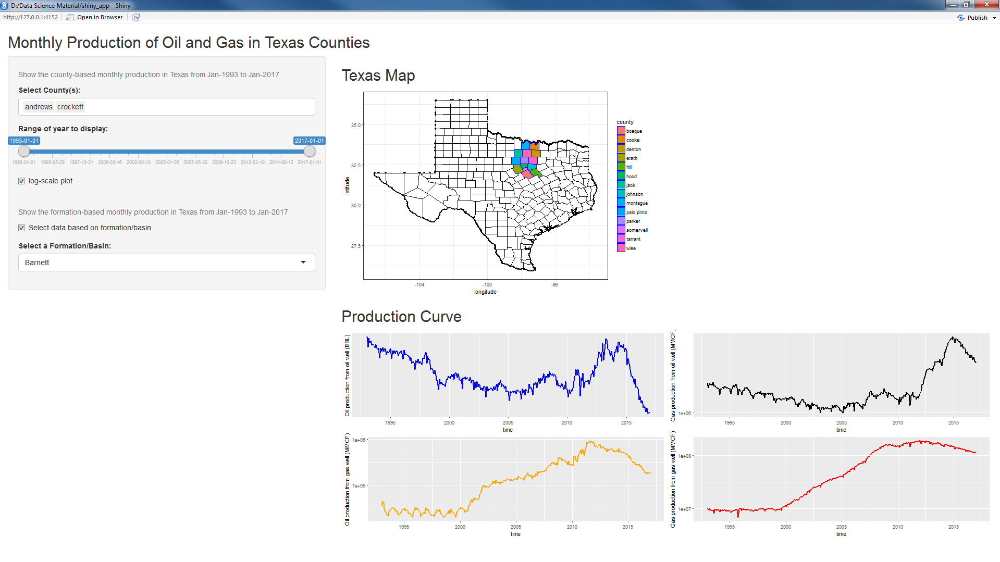 D:/Data Science Material/shiny_app - Shiny
http://127.0.0.1:4152 Open in Browser Publish
Monthly Production of Oil and Gas in Texas Counties
Show the county-based monthly production in Texas from Jan-1993 to Jan-2017
Select County(s):
andrews crockett
Range of year to display:
1993-01-01 2017-01-01
1993-01-01 1995-05-28 1997-10-21 2000-03-16 2002-08-10 2005-01-03 2007-05-30 2009-10-23 2012-03-18 2014-08-12 2017-01-01
log-scale plot
Show the formation-based monthly production in Texas from Jan-1993 to Jan-2017
Select data based on formation/basin
Select a Formation/Basin:
Barnett
Texas Map
latitude
35.0
32.5
30.0
27.5
-104 -100 -96
longitude
county
bosque
cooke
denton
erath
hill
hood
jack
johnson
montague
palo pinto
parker
somervell
tarrant
wise
Production Curve
Oil production from oil well (BBL)
1995 2000 2005 2010 2015
time
Gas production from oil well (MMCF)
1e+06
1995 2000 2005 2010 2015
time
Oil production from gas well (MMCF)
1e+06
1e+05
1995 2000 2005 2010 2015
time
Gas production from gas well (MMCF)
1e+08
1e+07
1995 2000 2005 2010 2015
time